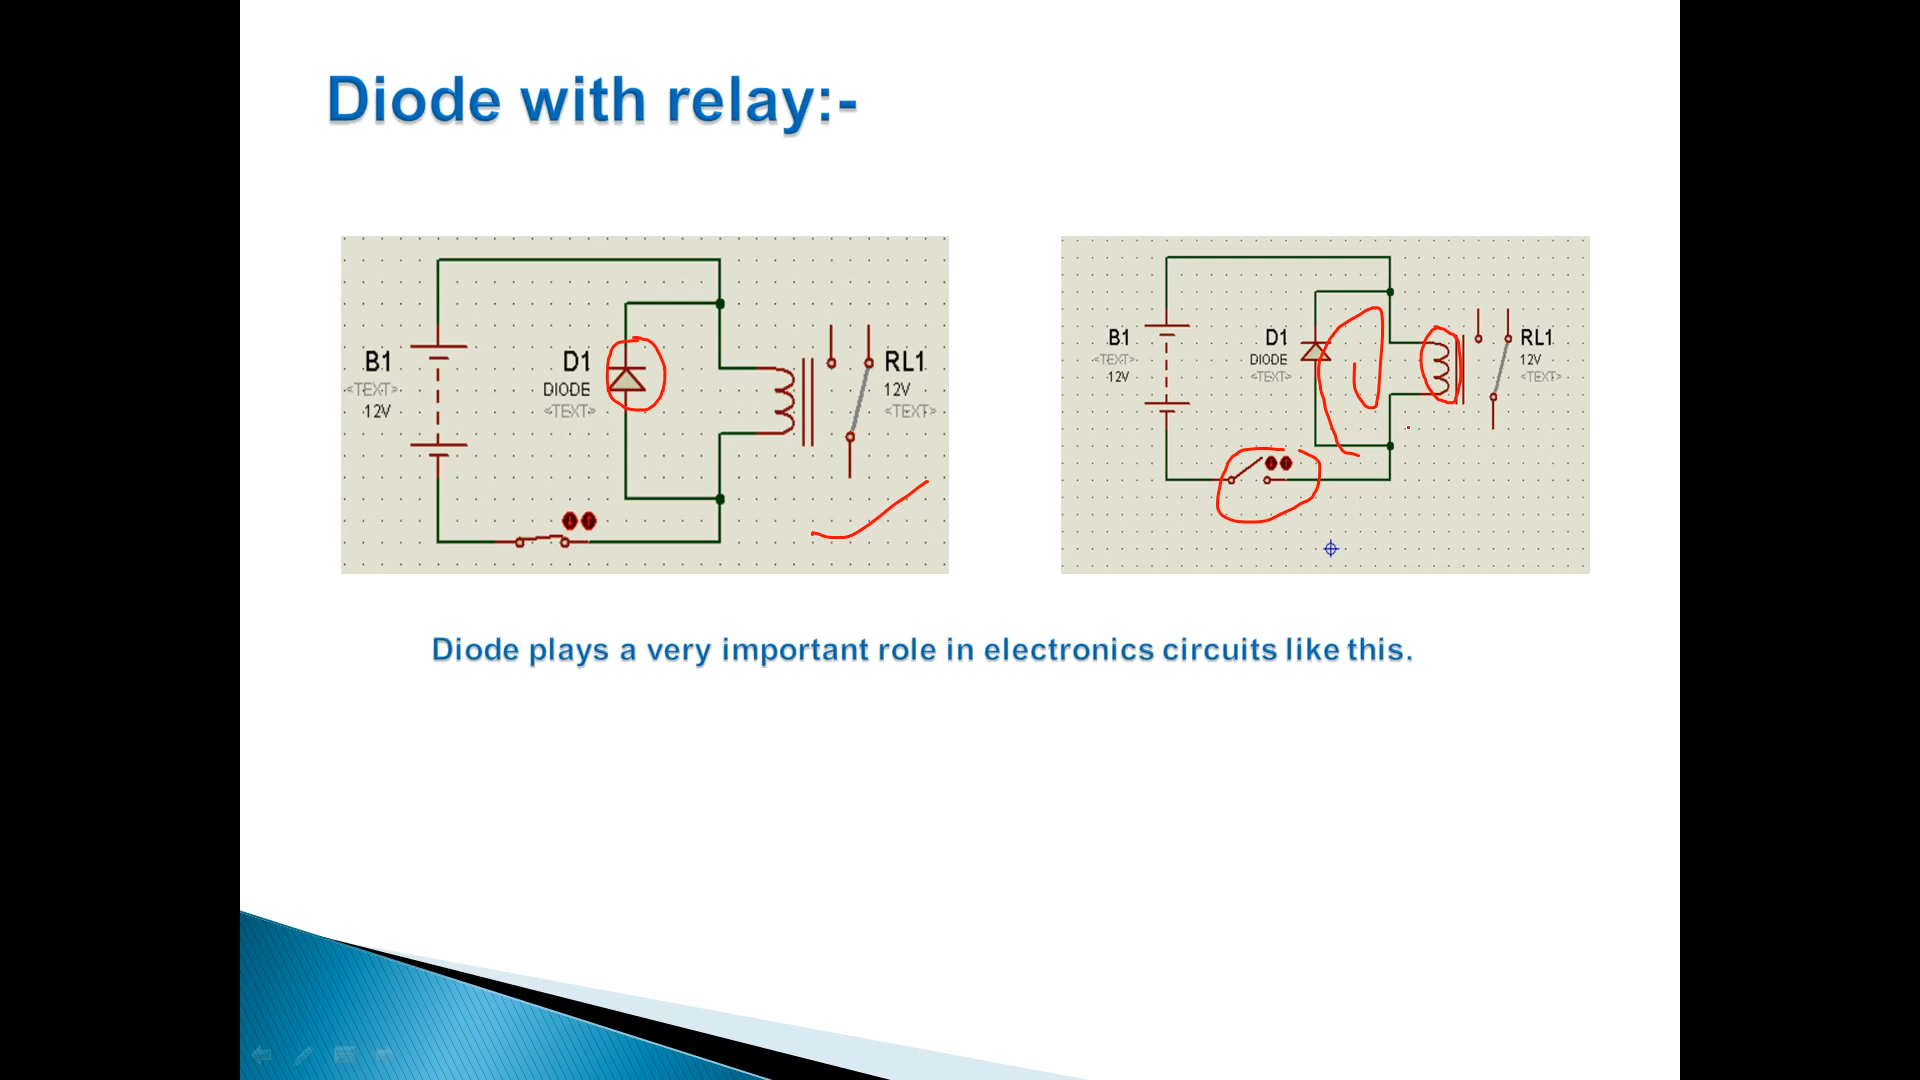 Diode with relay:-
B1
<TEXT>
12V
D1
DIODE
<TEXT>
RL1
12V
<TEXT>
B1
<TEXT>
12V
D1
DIODE
<TEXT>
RL1
12V
<TEXT>
Diode plays a very important role in electronics circuits like this.